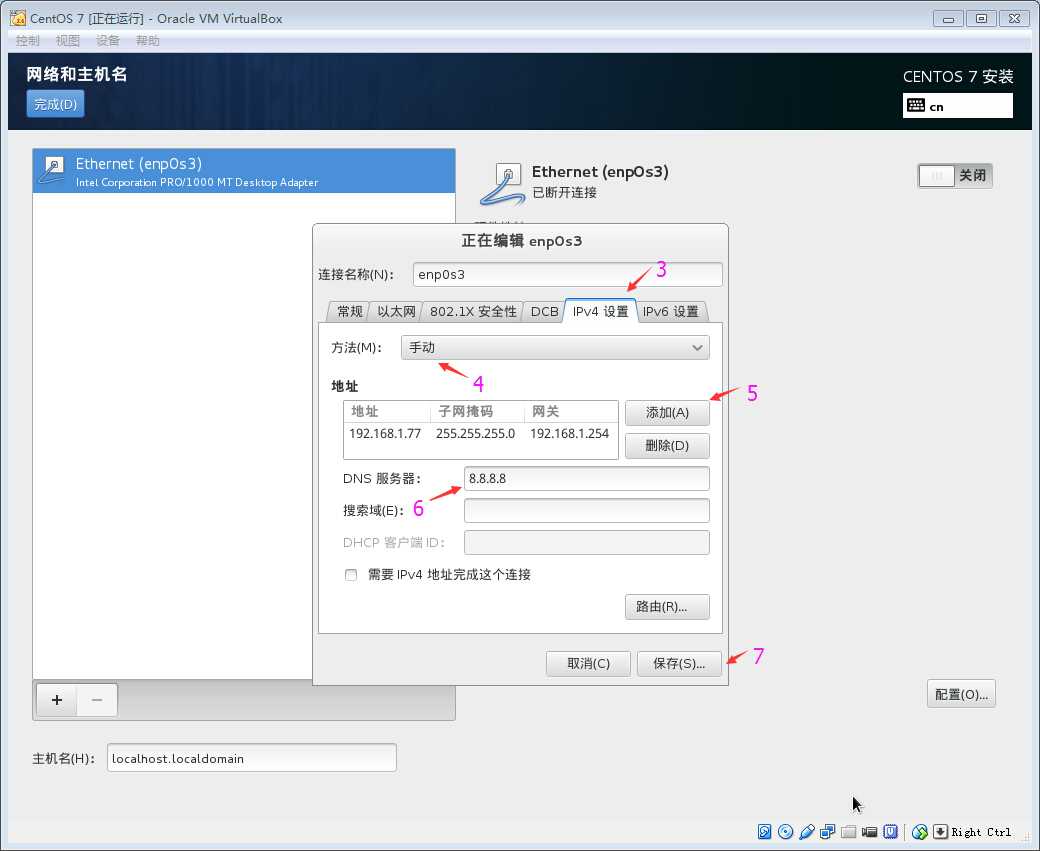 CentOS 7 [正在运行] - Oracle VM VirtualBox
控制 视图 设备 帮助
网络和主机名
CENTOS 7 安装
完成(D)
cn
Ethernet (enp0s3)
Intel Corporation PRO/1000 MT Desktop Adapter
Ethernet (enp0s3)
已断开连接
关闭
正在编辑 enp0s3
连接名称(N): enp0s3
3
常规 以太网 802.1X 安全性 DCB IPv4 设置 IPv6 设置
方法(M): 手动
4
地址
5
地址 子网掩码 网关
添加(A)
192.168.1.77 255.255.255.0 192.168.1.254
删除(D)
DNS 服务器: 8.8.8.8
6
搜索域(E):
DHCP 客户端 ID:
需要 IPv4 地址完成这个连接
路由(R)...
取消(C) 保存(S)...
7
+ −
配置(O)...
主机名(H): localhost.localdomain
Right Ctrl